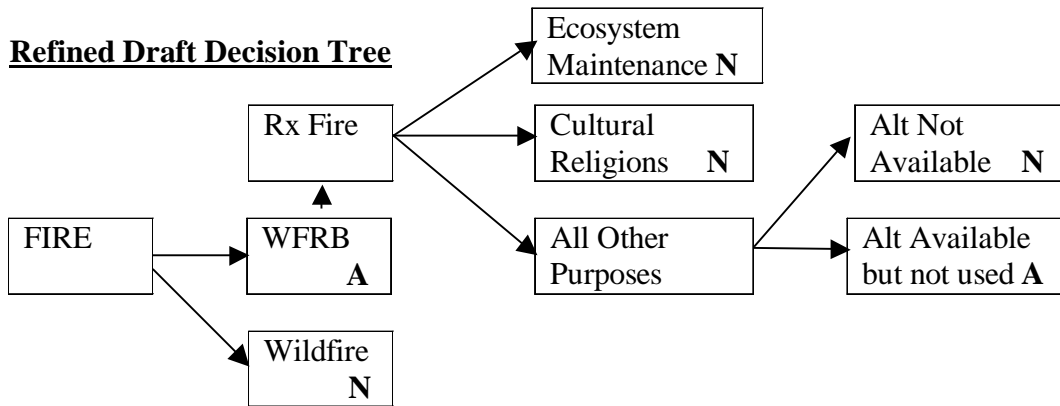 Refined Draft Decision Tree
Ecosystem
Maintenance N
Rx Fire
Cultural
Religions N
Alt Not
Available N
FIRE
WFRB
A
All Other
Purposes
Alt Available
but not used A
Wildfire
N